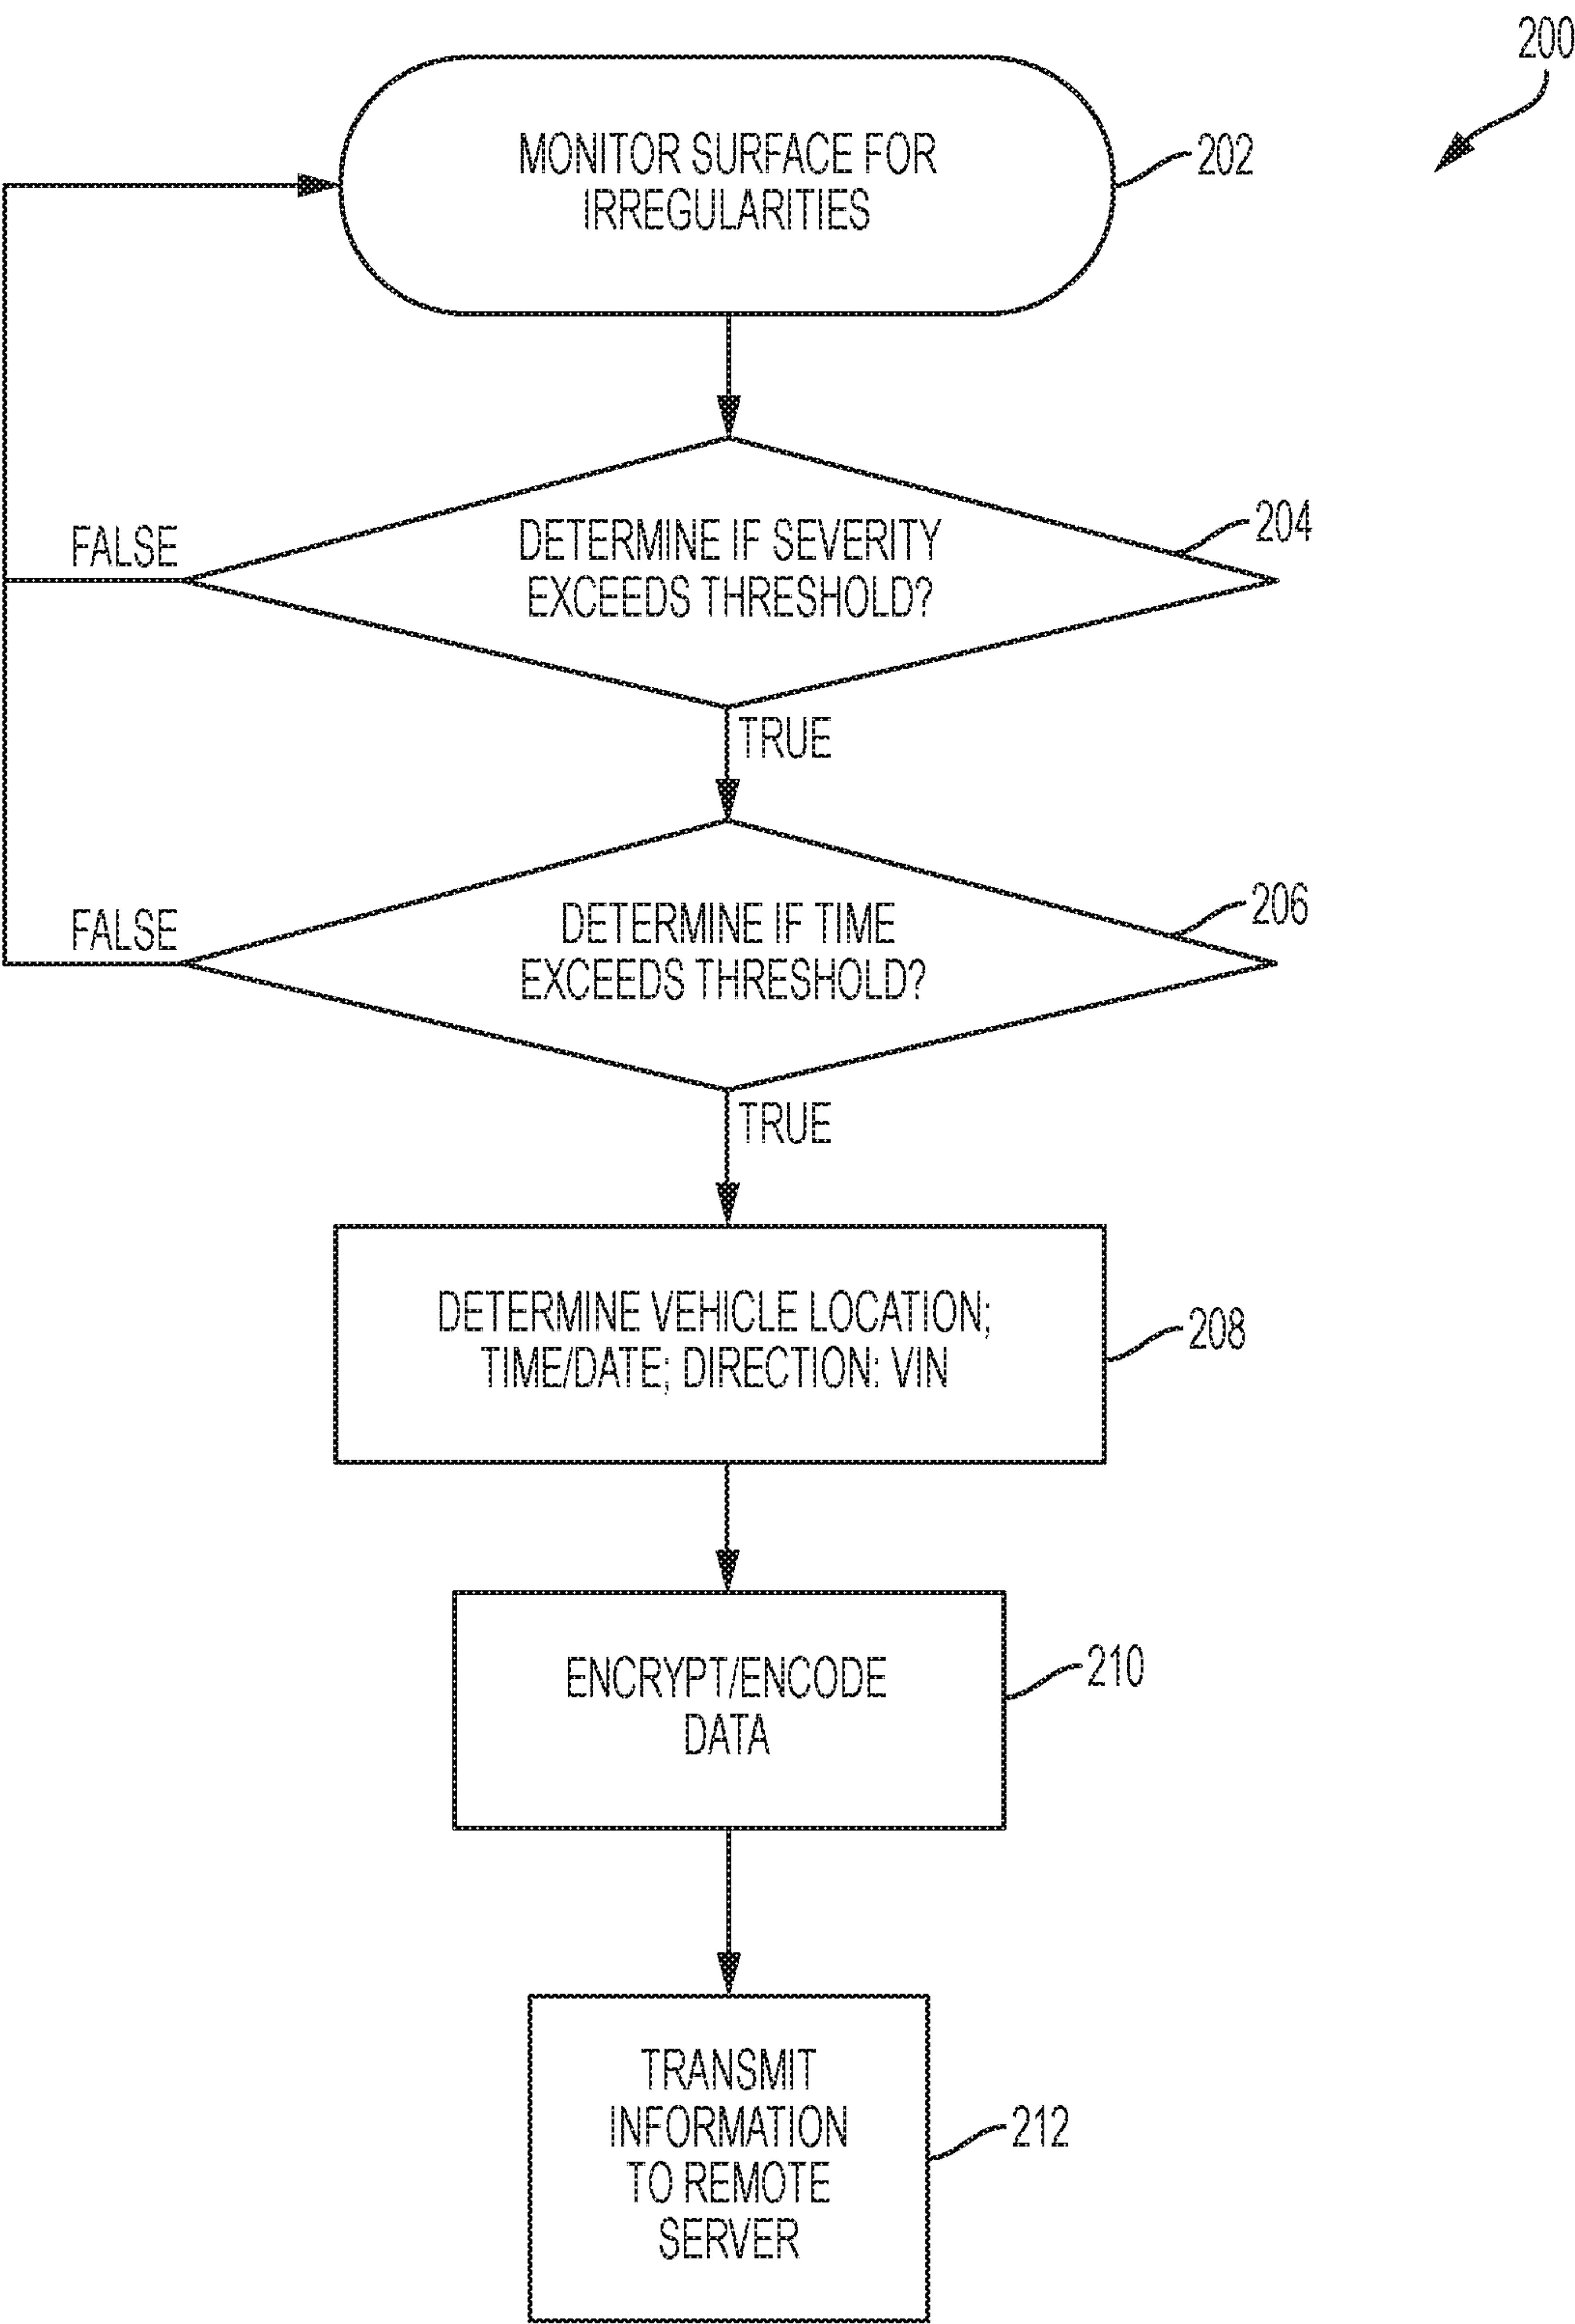 200
MONITOR SURFACE FOR
IRREGULARITIES
202
DETERMINE IF SEVERITY
EXCEEDS THRESHOLD?
204
FALSE
TRUE
DETERMINE IF TIME
EXCEEDS THRESHOLD?
206
FALSE
TRUE
DETERMINE VEHICLE LOCATION;
TIME/DATE; DIRECTION: VIN
208
ENCRYPT/ENCODE
DATA
210
TRANSMIT
INFORMATION
TO REMOTE
SERVER
212